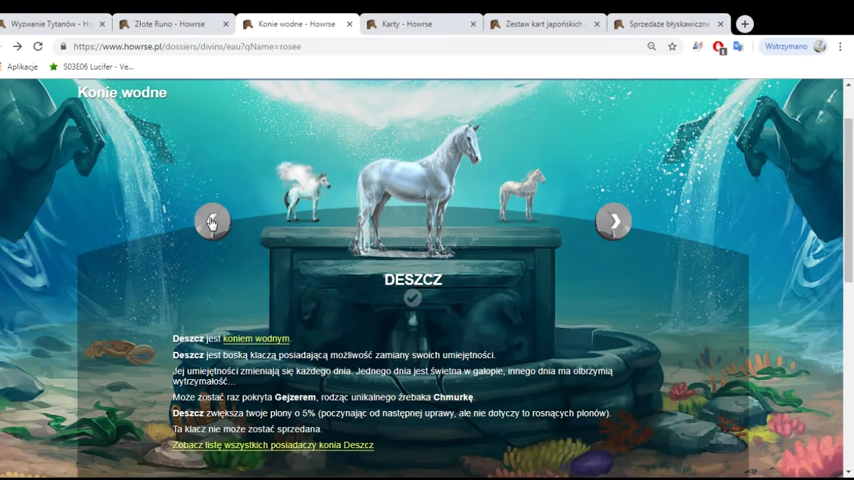 Wyzwanie Tytanów - Ho
Złote Runo - Howrse
Konie wodne - Howrse
Karty - Howrse
Zestaw kart japońskich
Sprzedaże błyskawiczne
https://www.howrse.pl/dossiers/divins/eau?qName=rosee
Wstrzymano
Aplikacje
S03E06 Lucifer - Ve...
Konie wodne
DESZCZ
Deszcz jest koniem wodnym.
Deszcz jest boską klaczą posiadającą możliwość zamiany swoich umiejętności.
Jej umiejętności zmieniają się każdego dnia. Jednego dnia jest świetna w galopie, innego dnia ma olbrzymią
wytrzymałość...
Może zostać raz pokryta Gejzerem, rodząc unikalnego źrebaka Chmurkę.
Deszcz zwiększa twoje plony o 5% (poczynając od następnej uprawy, ale nie dotyczy to rosnących plonów).
Ta klacz nie może zostać sprzedana.
Zobacz listę wszystkich posiadaczy konia Deszcz